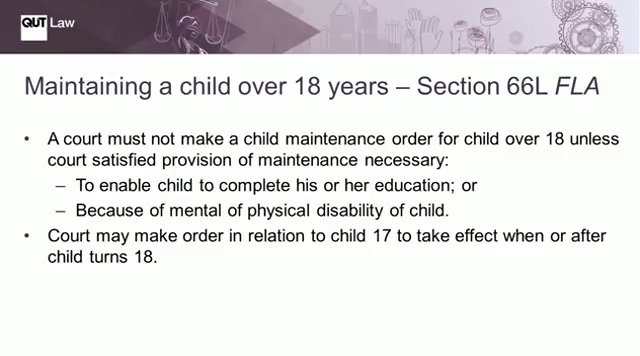 QUT Law
Maintaining a child over 18 years – Section 66L FLA
• A court must not make a child maintenance order for child over 18 unless
court satisfied provision of maintenance necessary:
– To enable child to complete his or her education; or
– Because of mental of physical disability of child.
• Court may make order in relation to child 17 to take effect when or after
child turns 18.